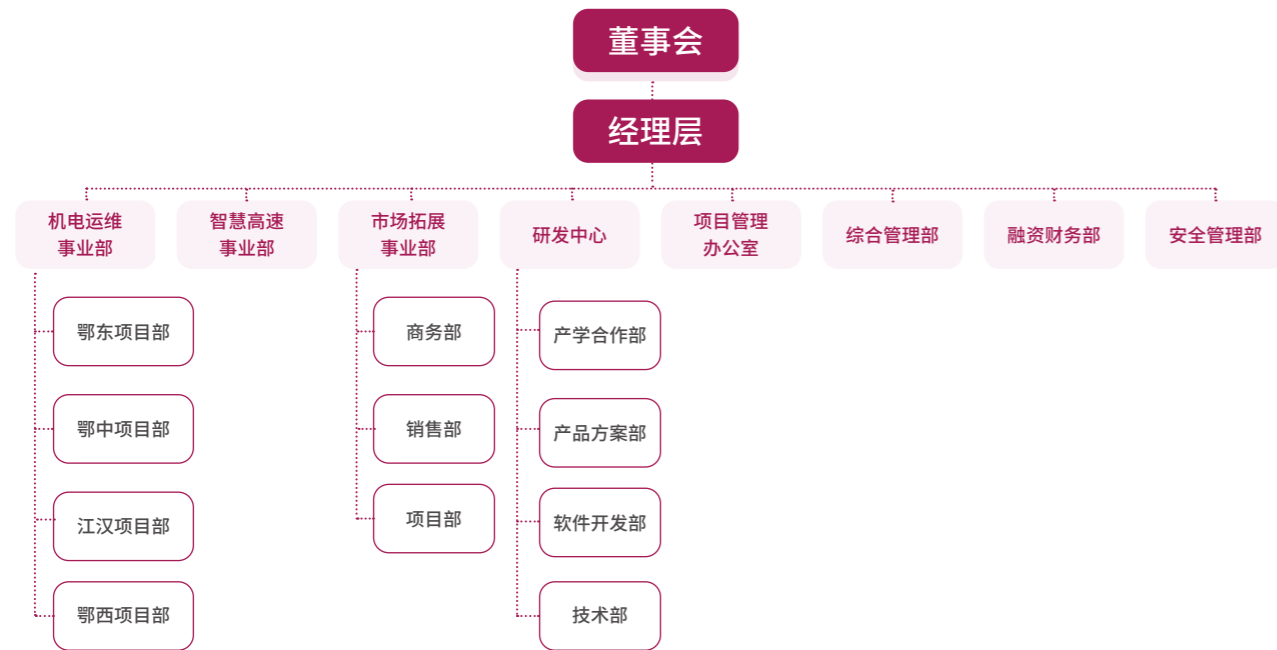 董事会
经理层
机电运维
事业部
智慧高速
事业部
市场拓展
事业部
研发中心
项目管理
办公室
综合管理部
融资财务部
安全管理部
鄂东项目部
鄂中项目部
江汉项目部
鄂西项目部
商务部
销售部
项目部
产学合作部
产品方案部
软件开发部
技术部